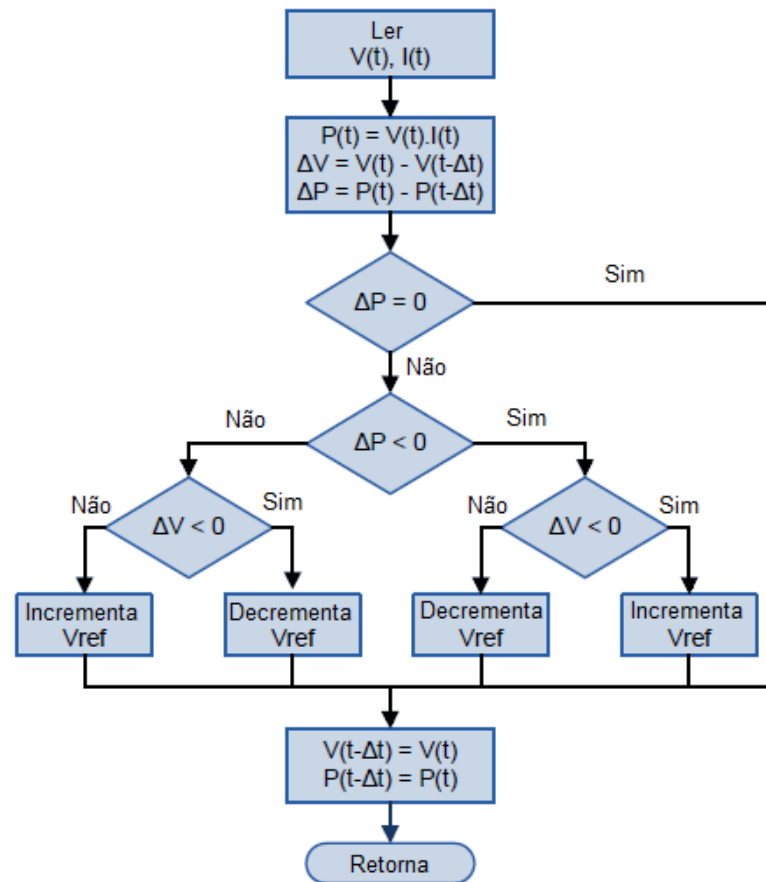 Ler
V(t), I(t)
P(t) = V(t).I(t)
ΔV = V(t) - V(t-Δt)
ΔP = P(t) - P(t-Δt)
ΔP = 0
Sim
Não
ΔP < 0
Não
Sim
ΔV < 0
Não
Sim
ΔV < 0
Não
Sim
Incrementa
Vref
Decrementa
Vref
Decrementa
Vref
Incrementa
Vref
V(t-Δt) = V(t)
P(t-Δt) = P(t)
Retorna